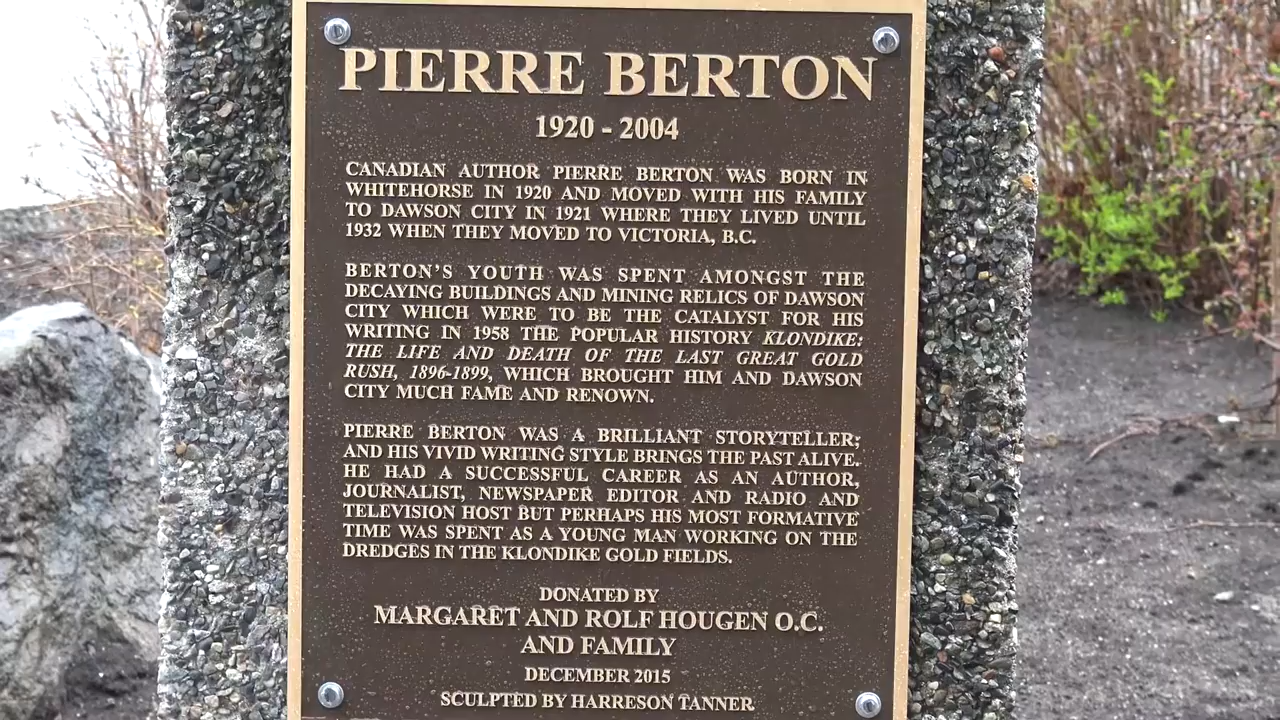 PIERRE BERTON
1920 - 2004
CANADIAN AUTHOR PIERRE BERTON WAS BORN IN
WHITEHORSE IN 1920 AND MOVED WITH HIS FAMILY
TO DAWSON CITY IN 1921 WHERE THEY LIVED UNTIL
1932 WHEN THEY MOVED TO VICTORIA, B.C.
BERTON'S YOUTH WAS SPENT AMONGST THE
DECAYING BUILDINGS AND MINING RELICS OF DAWSON
CITY WHICH WERE TO BE THE CATALYST FOR HIS
WRITING IN 1958 THE POPULAR HISTORY KLONDIKE:
THE LIFE AND DEATH OF THE LAST GREAT GOLD
RUSH, 1896-1899, WHICH BROUGHT HIM AND DAWSON
CITY MUCH FAME AND RENOWN.
PIERRE BERTON WAS A BRILLIANT STORYTELLER;
AND HIS VIVID WRITING STYLE BRINGS THE PAST ALIVE.
HE HAD A SUCCESSFUL CAREER AS AN AUTHOR,
JOURNALIST, NEWSPAPER EDITOR AND RADIO AND
TELEVISION HOST BUT PERHAPS HIS MOST FORMATIVE
TIME WAS SPENT AS A YOUNG MAN WORKING ON THE
DREDGES IN THE KLONDIKE GOLD FIELDS.
DONATED BY
MARGARET AND ROLF HOUGEN O.C.
AND FAMILY
DECEMBER 2015
SCULPTED BY HARRESON TANNER